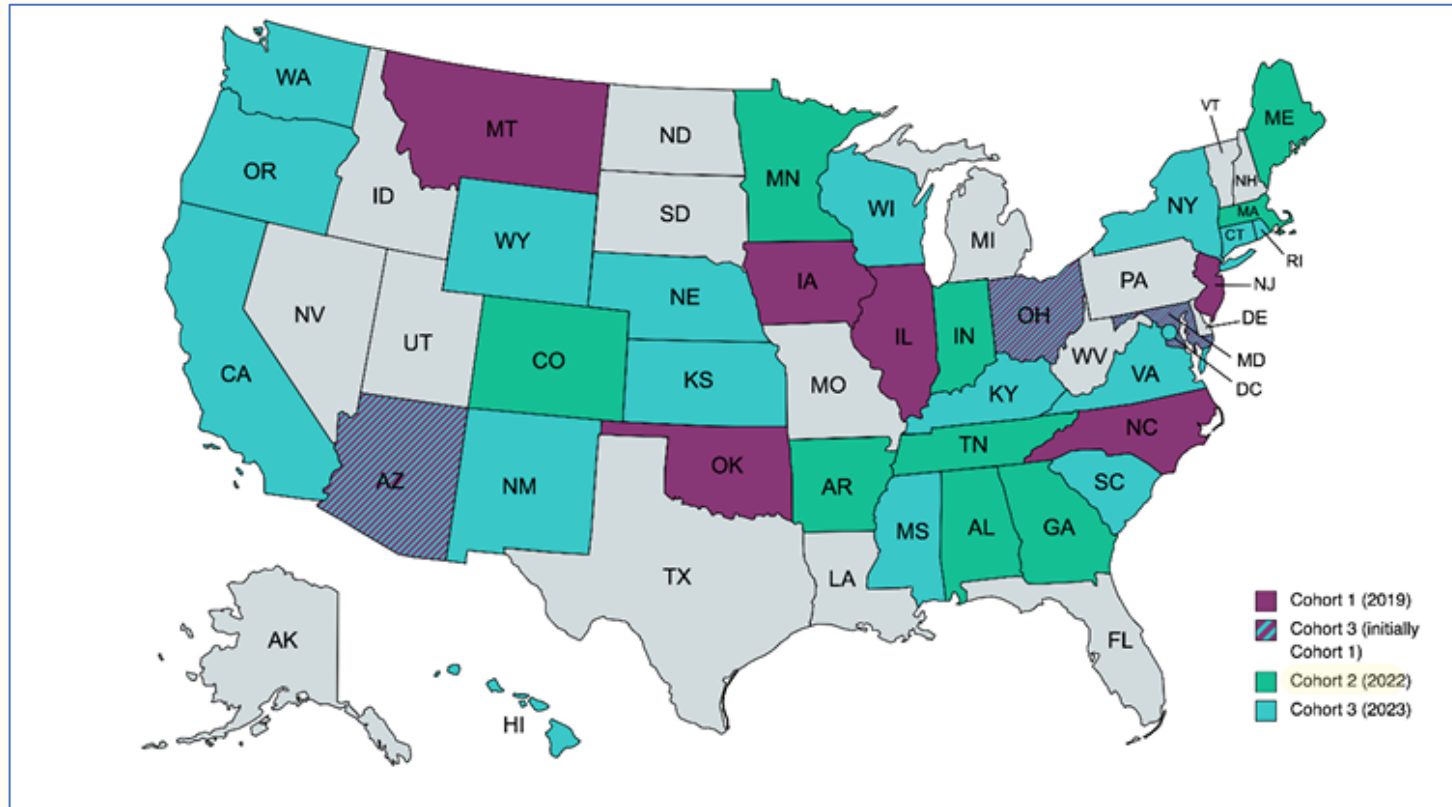 WA
MT
ND
VT
ME
OR
MN
ID
NH
SD
WI
NY
MA
WY
MI
CT
RI
IA
PA
NJ
NE
NV
OH
DE
UT
IL
IN
CO
WV
MD
CA
KS
MO
VA
DC
KY
NC
TN
OK
AZ
NM
AR
SC
MS
AL
GA
TX
LA
AK
FL
HI
Cohort 1 (2019)
Cohort 3 (initially
Cohort 1)
Cohort 2 (2022)
Cohort 3 (2023)